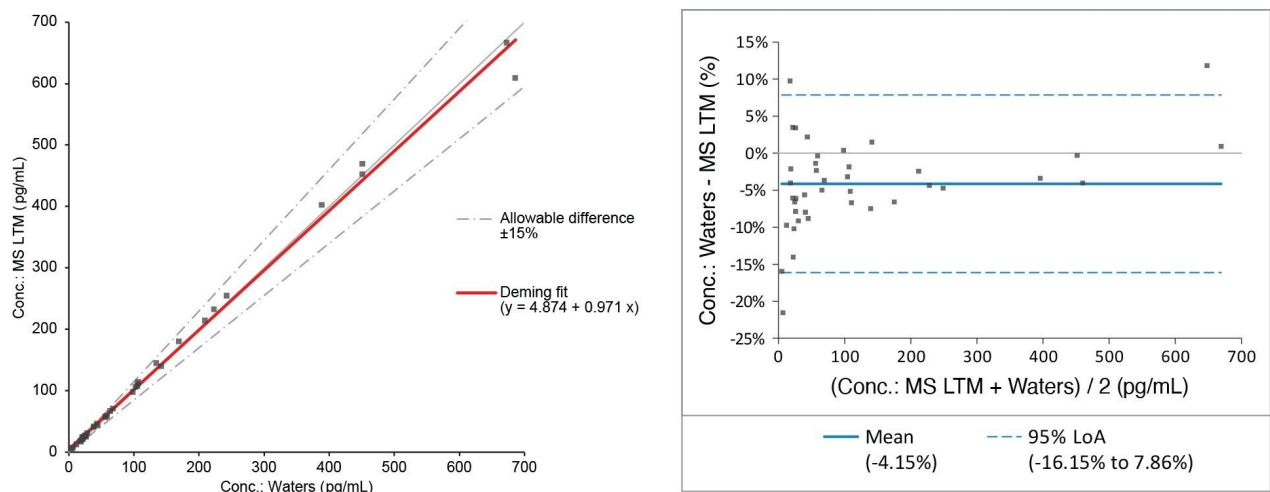 700
600
500
400
300
200
100
0
0 100 200 300 400 500 600 700
Conc.: MS LTM (pg/mL)
Conc.: Waters (pg/mL)
Allowable difference
±15%
Deming fit
(y = 4.874 + 0.971 x)
15%
10%
5%
0%
-5%
-10%
-15%
-20%
-25%
0 100 200 300 400 500 600 700
Conc.: Waters - MS LTM (%)
(Conc.: MS LTM + Waters) / 2 (pg/mL)
Mean
(-4.15%)
95% LoA
(-16.15% to 7.86%)